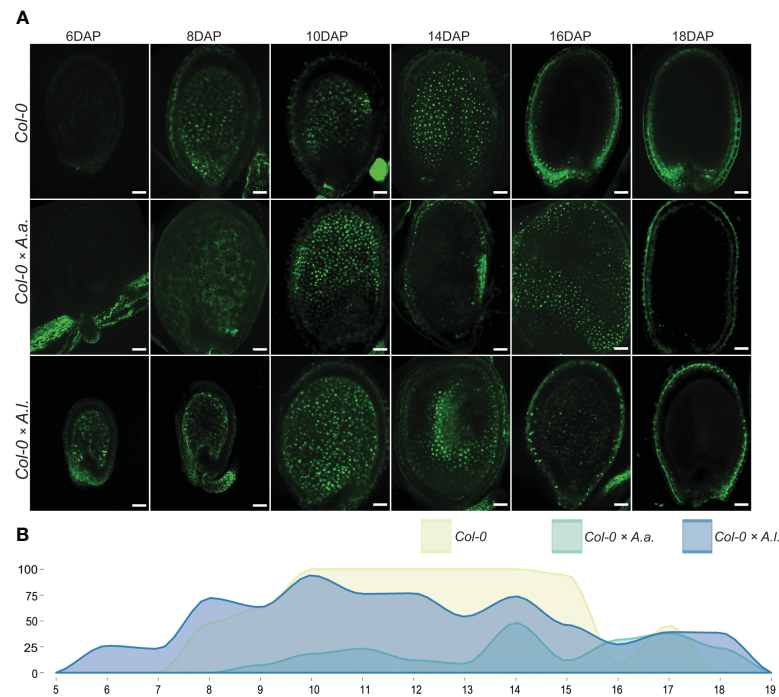 A
6DAP 8DAP 10DAP 14DAP 16DAP 18DAP
Col-0
Col-0 × A.a.
Col-0 × A.l.
B
Col-0 Col-0 × A.a. Col-0 × A.l.
100
75
50
25
0
5 6 7 8 9 10 11 12 13 14 15 16 17 18 19